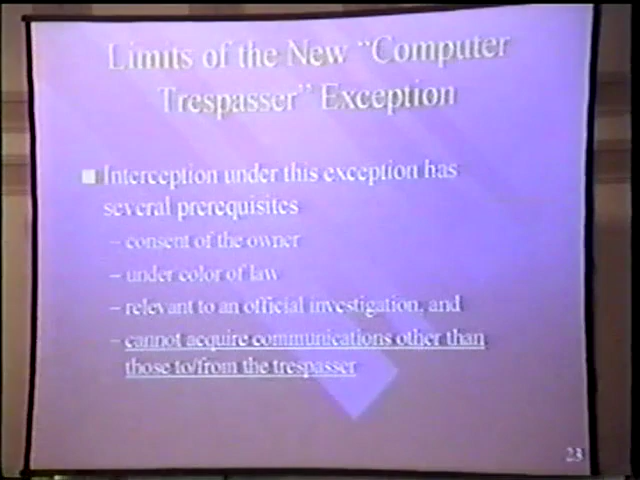 Limits of the New "Computer
Trespasser" Exception
Interception under this exception has
several prerequisites
– consent of the owner
– under color of law
– relevant to an official investigation, and
– cannot acquire communications other than
those to/from the trespasser
23